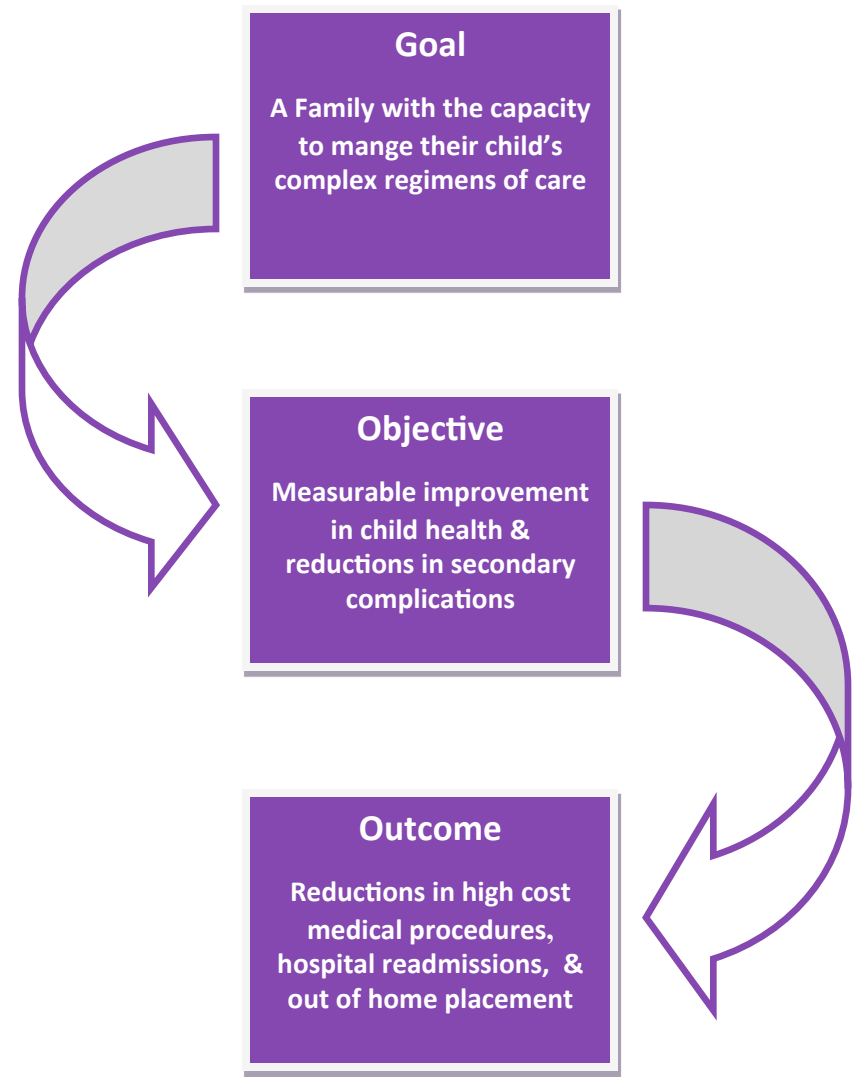 Goal
A Family with the capacity
to mange their child’s
complex regimens of care
Objective
Measurable improvement
in child health &
reductions in secondary
complications
Outcome
Reductions in high cost
medical procedures,
hospital readmissions,  &
out of home placement